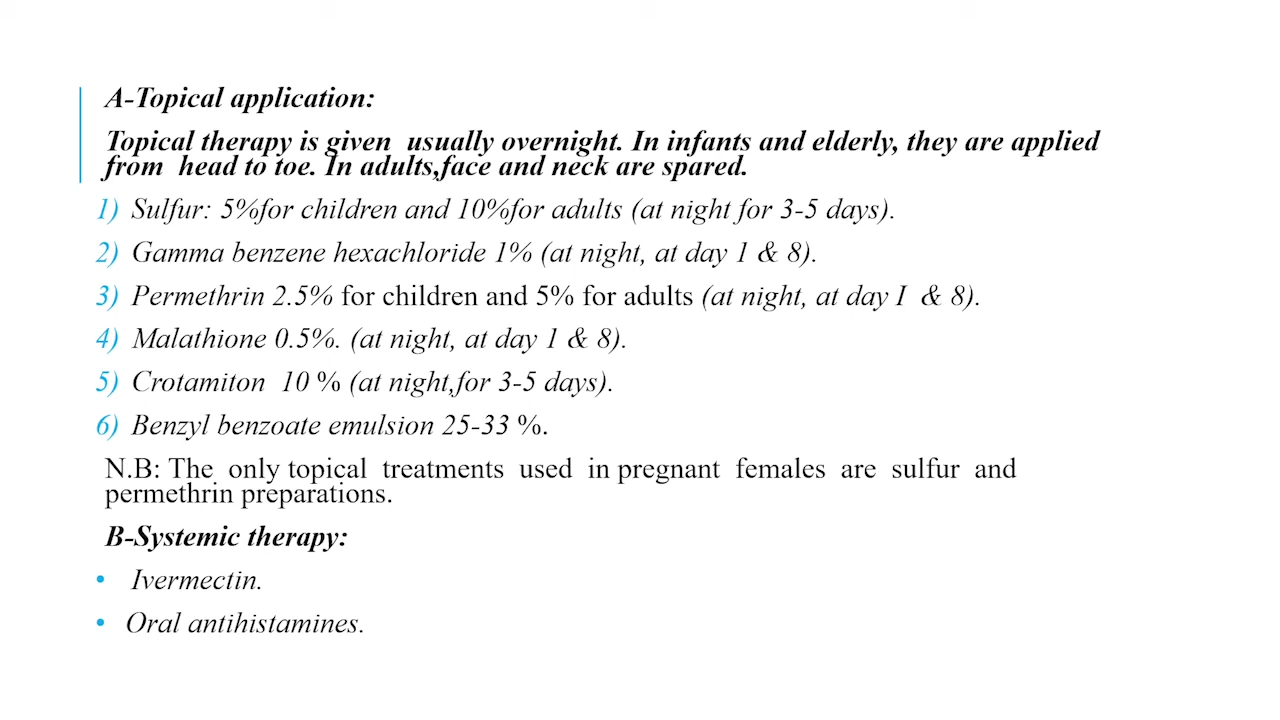 A-Topical application:
Topical therapy is given usually overnight. In infants and elderly, they are applied
from head to toe. In adults,face and neck are spared.
1) Sulfur: 5%for children and 10%for adults (at night for 3-5 days).
2) Gamma benzene hexachloride 1% (at night, at day 1 & 8).
3) Permethrin 2.5% for children and 5% for adults (at night, at day I & 8).
4) Malathione 0.5%. (at night, at day 1 & 8).
5) Crotamiton 10 % (at night,for 3-5 days).
6) Benzyl benzoate emulsion 25-33 %.
N.B: The only topical treatments used in pregnant females are sulfur and
permethrin preparations.
B-Systemic therapy:
• Ivermectin.
• Oral antihistamines.